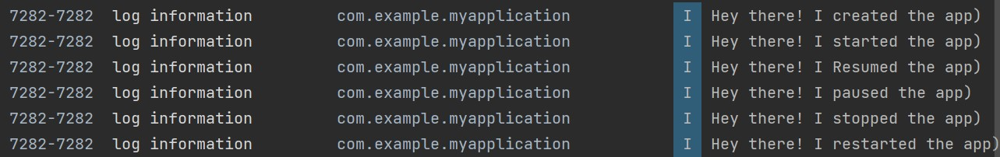 7282-7282 log information com.example.myapplication I Hey there! I created the app)
7282-7282 log information com.example.myapplication I Hey there! I started the app)
7282-7282 log information com.example.myapplication I Hey there! I Resumed the app)
7282-7282 log information com.example.myapplication I Hey there! I paused the app)
7282-7282 log information com.example.myapplication I Hey there! I stopped the app)
7282-7282 log information com.example.myapplication I Hey there! I restarted the app)